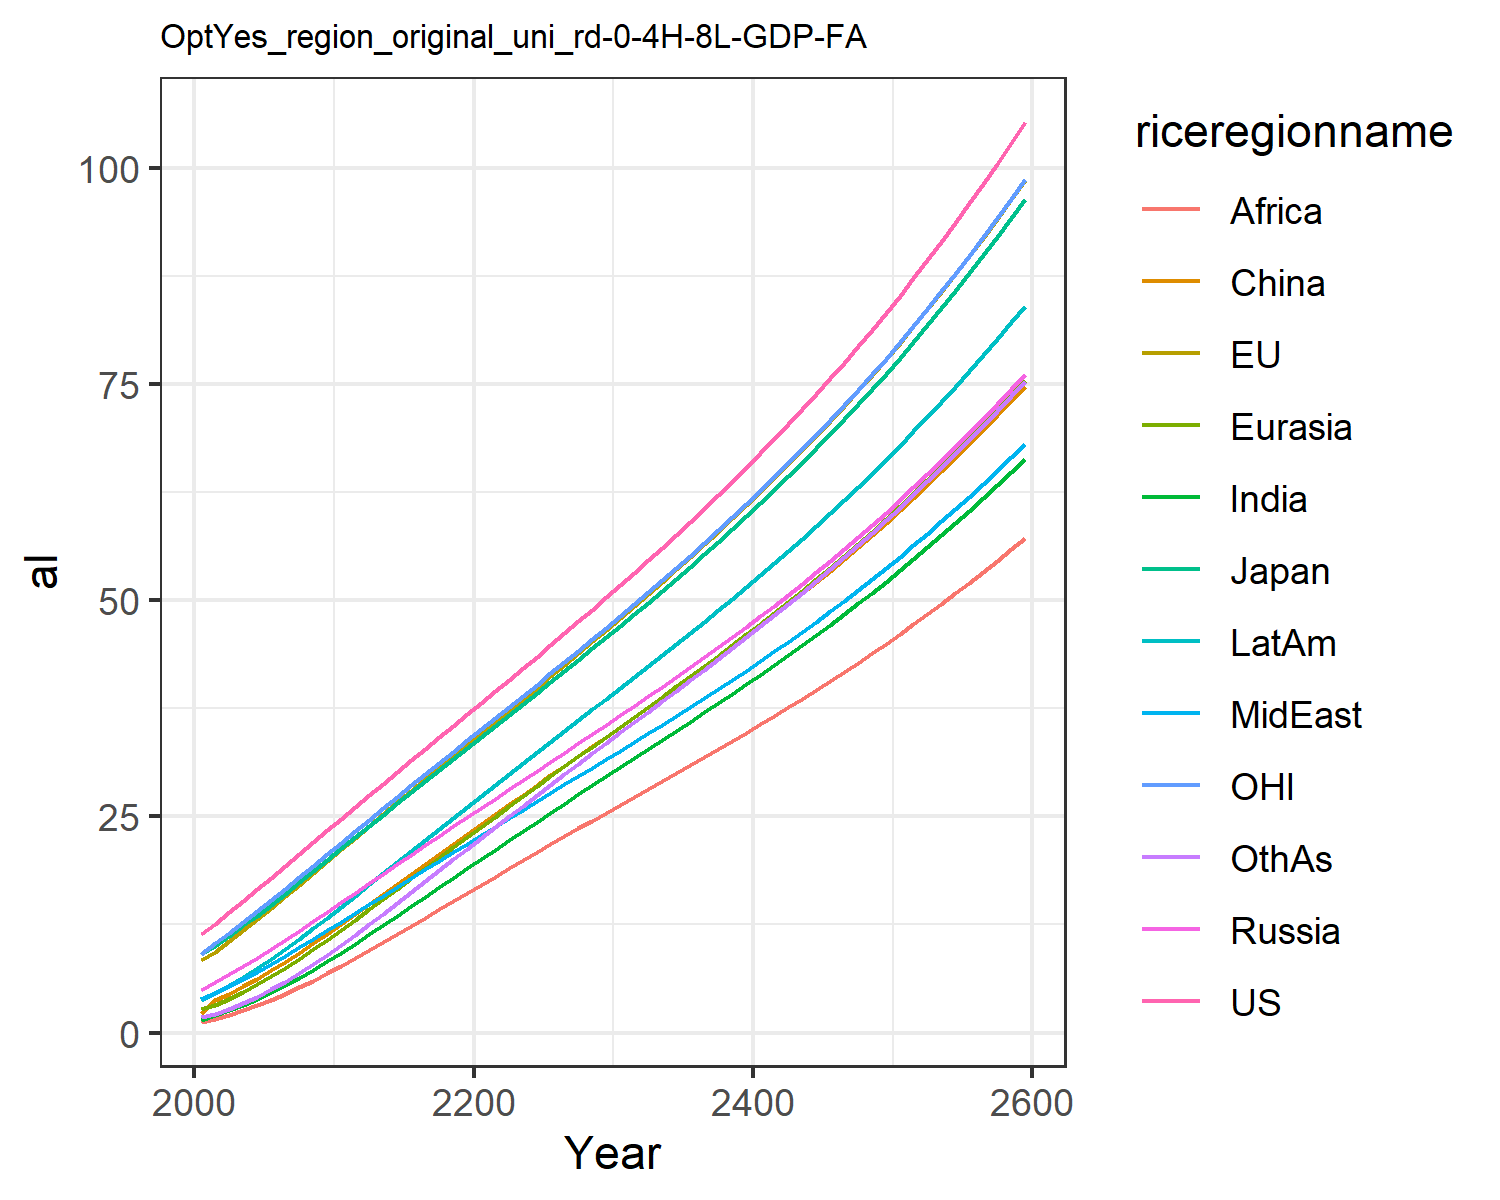 OptYes_region_original_uni_rd-0-4H-8L-GDP-FA
100
75
50
25
0
al
2000
2200
2400
2600
Year
riceregionname
Africa
China
EU
Eurasia
India
Japan
LatAm
MidEast
OHI
OthAs
Russia
US